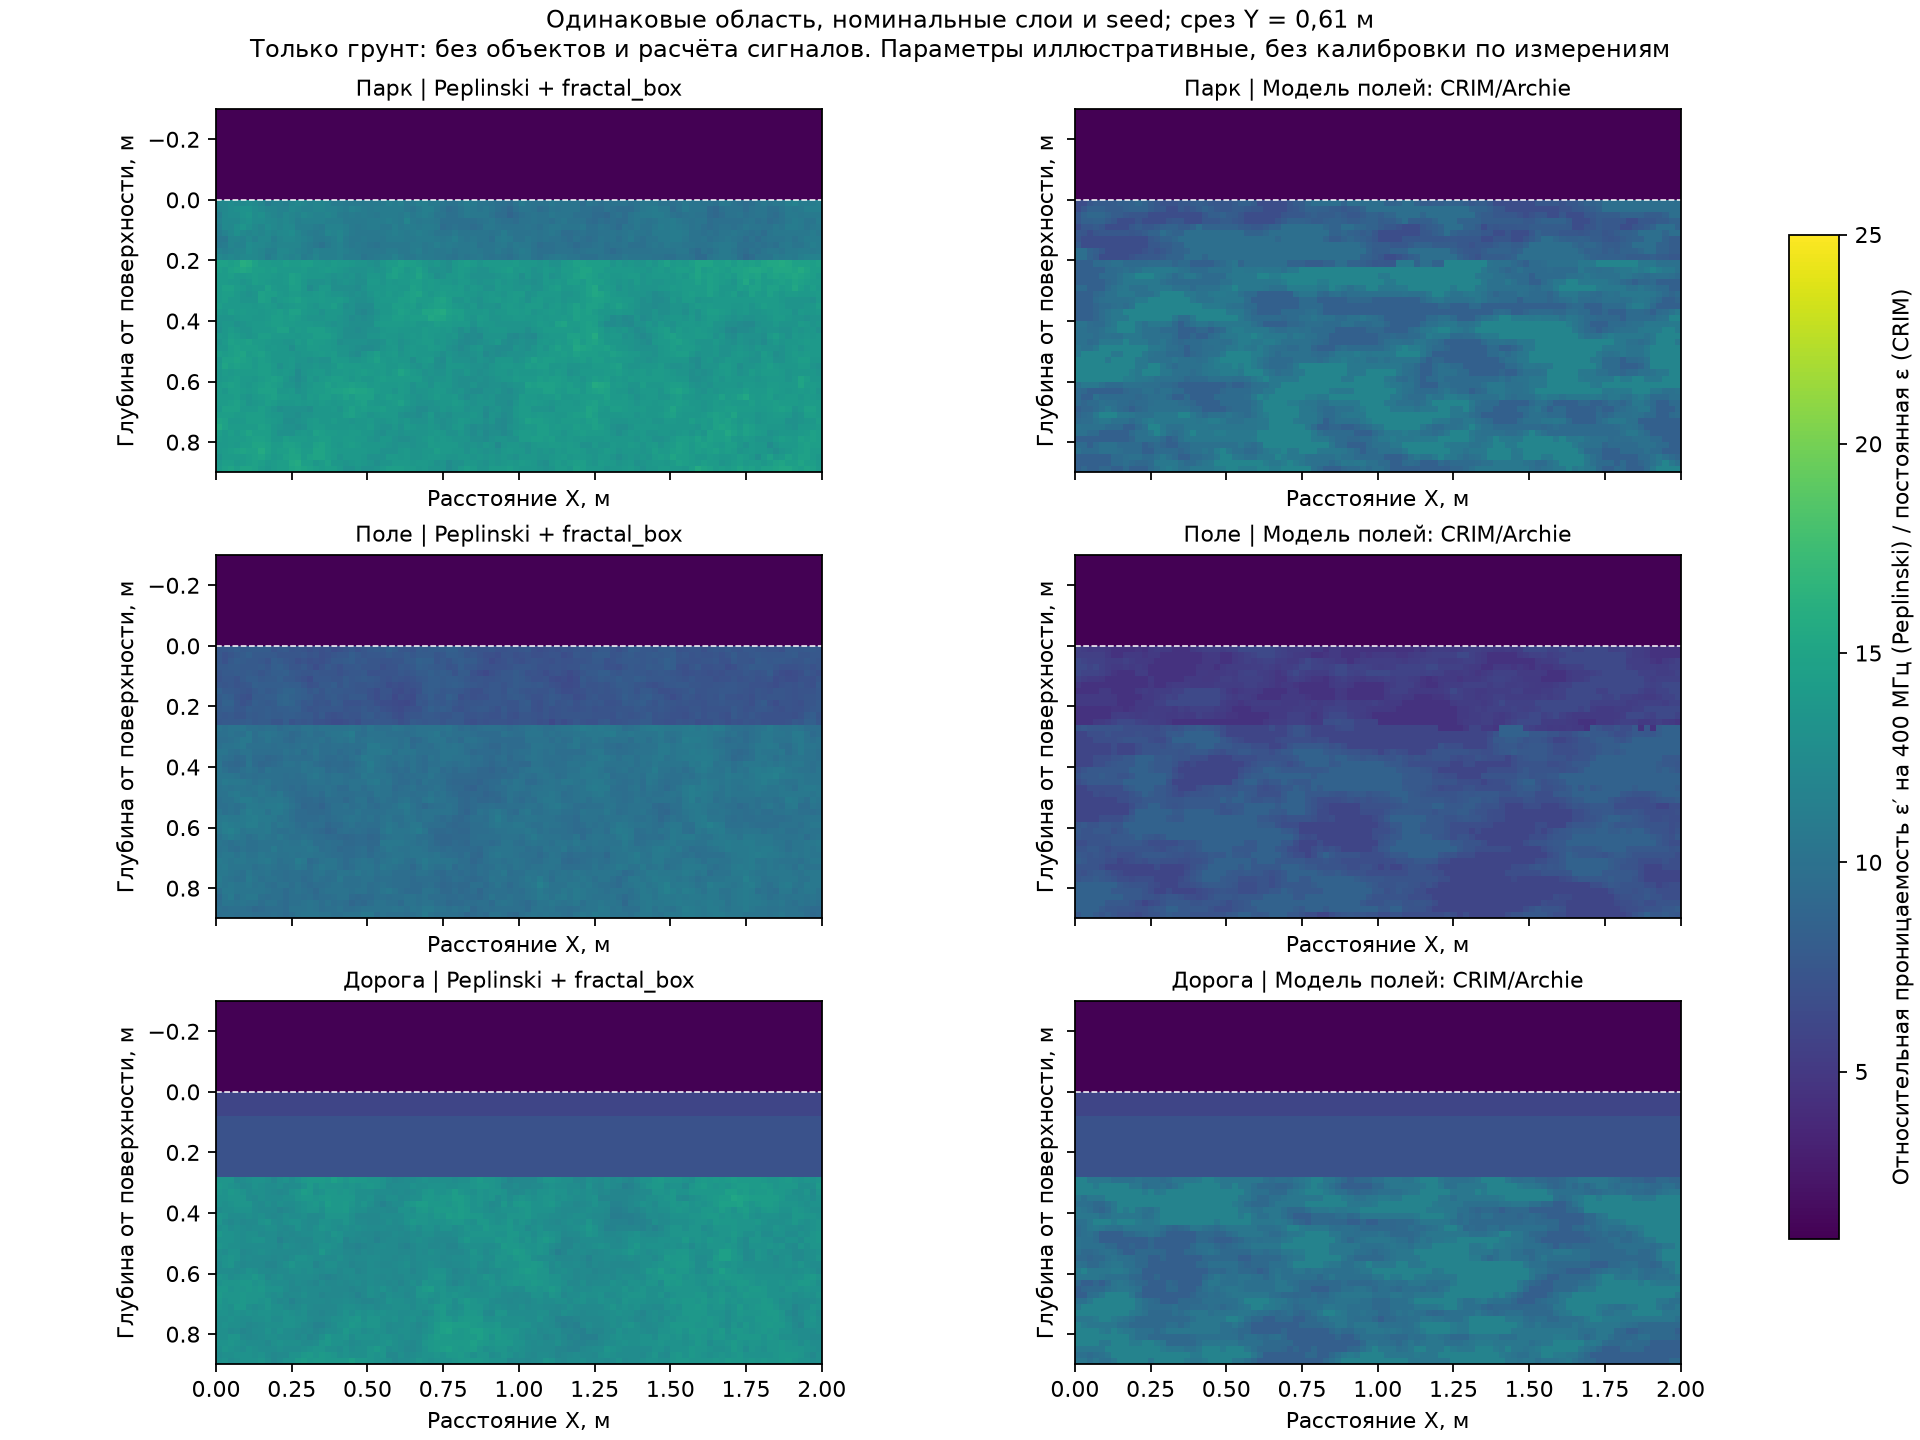 Одинаковые область, номинальные слои и seed; срез Y = 0,61 м
Только грунт: без объектов и расчёта сигналов. Параметры иллюстративные, без калибровки по измерениям
Парк | Peplinski + fractal_box
Глубина от поверхности, м
−0.2
0.0
0.2
0.4
0.6
0.8
Расстояние X, м
Парк | Модель полей: CRIM/Archie
Глубина от поверхности, м
Расстояние X, м
Поле | Peplinski + fractal_box
Глубина от поверхности, м
−0.2
0.0
0.2
0.4
0.6
0.8
Расстояние X, м
Поле | Модель полей: CRIM/Archie
Глубина от поверхности, м
Расстояние X, м
Дорога | Peplinski + fractal_box
Глубина от поверхности, м
−0.2
0.0
0.2
0.4
0.6
0.8
0.00 0.25 0.50 0.75 1.00 1.25 1.50 1.75 2.00
Расстояние X, м
Дорога | Модель полей: CRIM/Archie
Глубина от поверхности, м
0.00 0.25 0.50 0.75 1.00 1.25 1.50 1.75 2.00
Расстояние X, м
25
20
15
10
5
Относительная проницаемость ε′ на 400 МГц (Peplinski) / постоянная ε (CRIM)